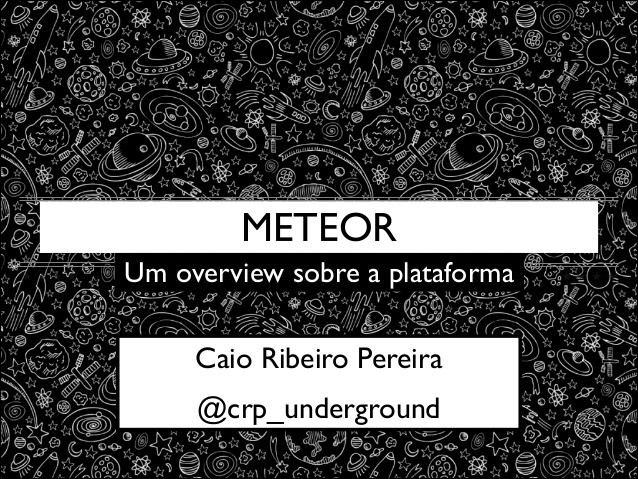 METEOR
Um overview sobre a plataforma
Caio Ribeiro Pereira
@crp_underground